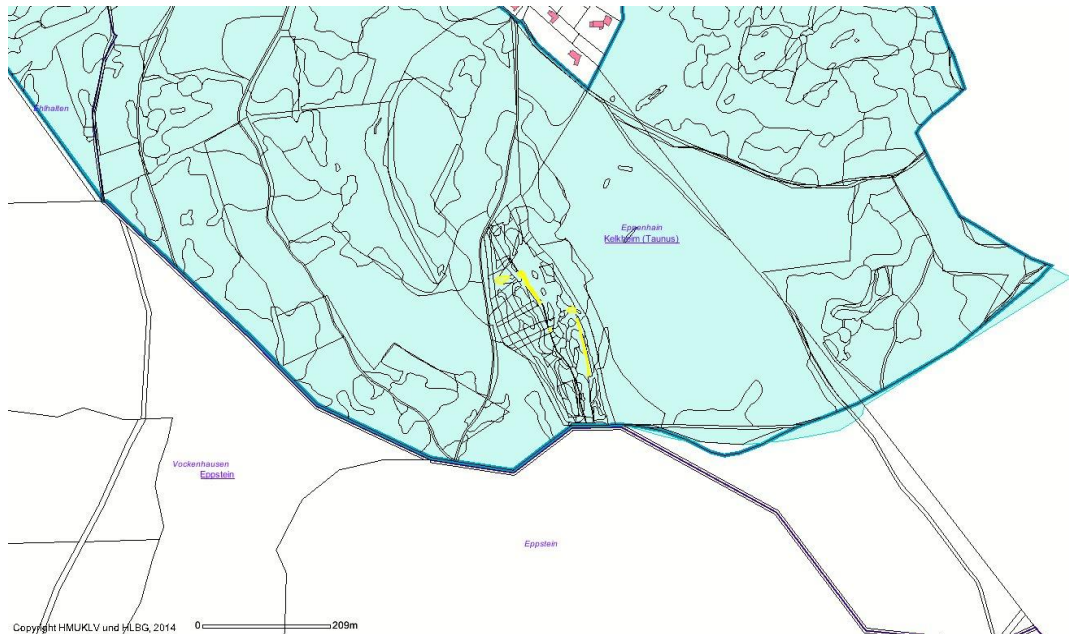 Ehlhalten
Eppenhain
Kelkheim (Taunus)
Vockenhausen
Eppstein
Eppstein
Copyright HMUKLV und HLBG, 2014
0 209m